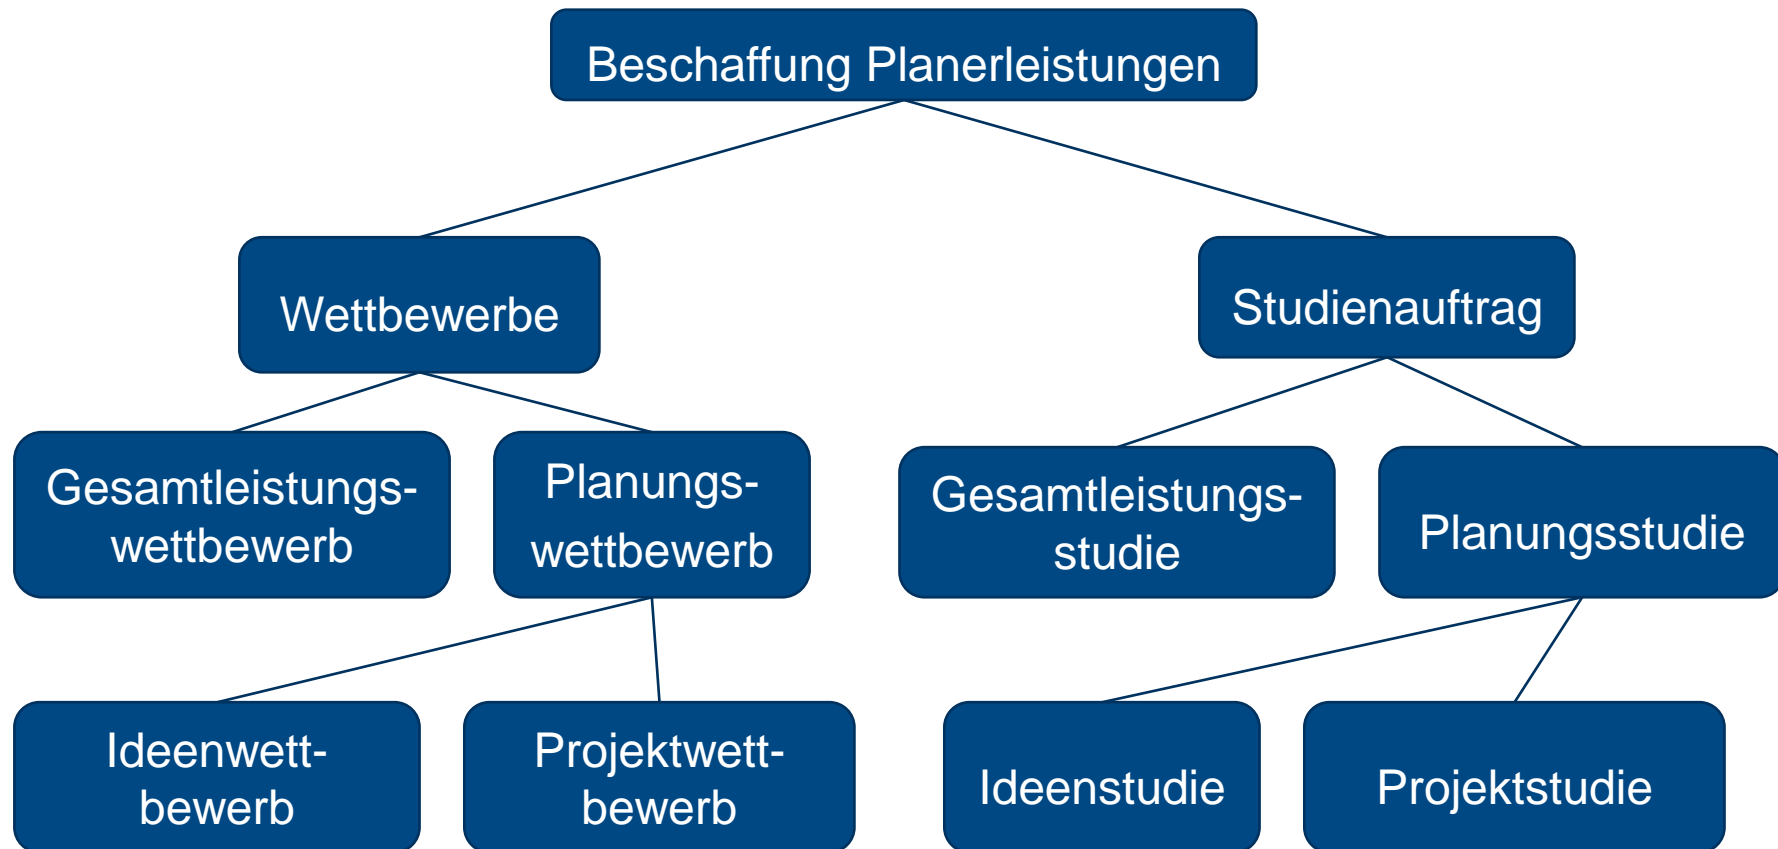 Beschaffung Planerleistungen
Wettbewerbe
Studienauftrag
Gesamtleistungs-
wettbewerb
Planungs-
wettbewerb
Gesamtleistungs-
studie
Planungsstudie
Ideenwett-
bewerb
Projektwett-
bewerb
Ideenstudie
Projektstudie